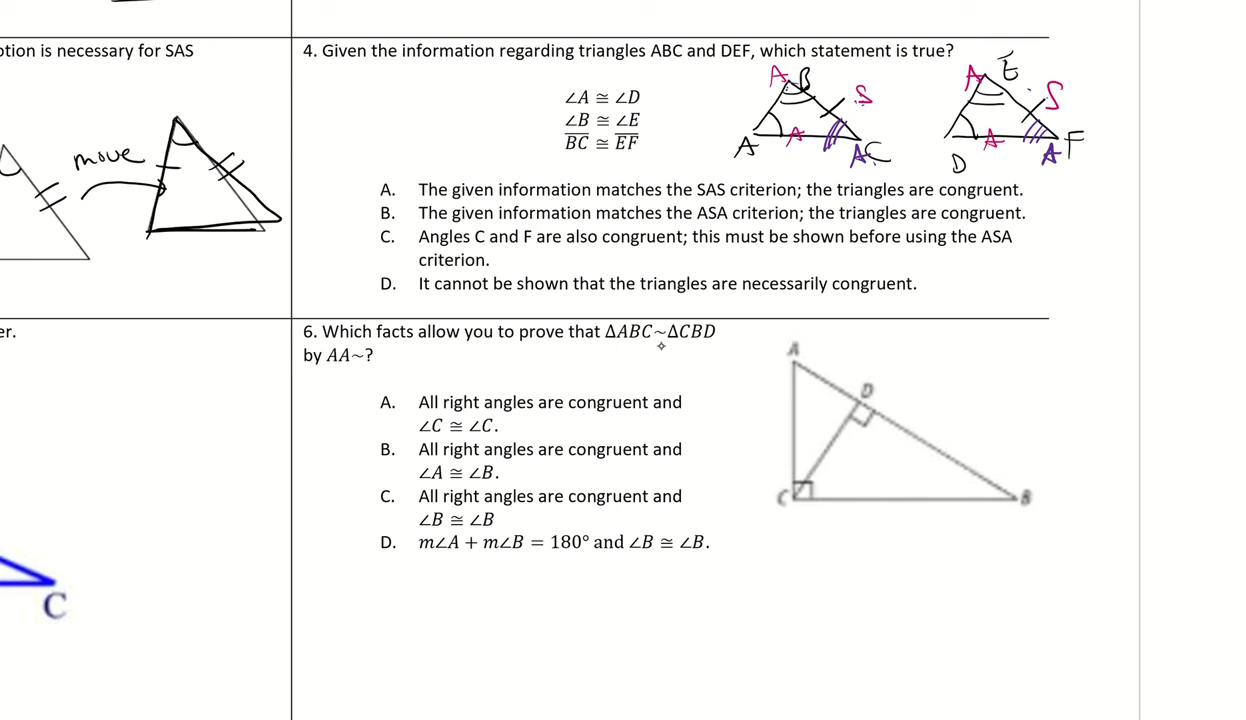 otion is necessary for SAS
move
4. Given the information regarding triangles ABC and DEF, which statement is true?
∠A ≅ ∠D
∠B ≅ ∠E
BC ≅ EF
A B S
A A AC
A E S
D A A F
A. The given information matches the SAS criterion; the triangles are congruent.
B. The given information matches the ASA criterion; the triangles are congruent.
C. Angles C and F are also congruent; this must be shown before using the ASA
criterion.
D. It cannot be shown that the triangles are necessarily congruent.
er.
C
6. Which facts allow you to prove that ΔABC~ΔCBD
by AA~?
A. All right angles are congruent and
∠C ≅ ∠C.
B. All right angles are congruent and
∠A ≅ ∠B.
C. All right angles are congruent and
∠B ≅ ∠B
D. m∠A + m∠B = 180° and ∠B ≅ ∠B.
A
D
C
B